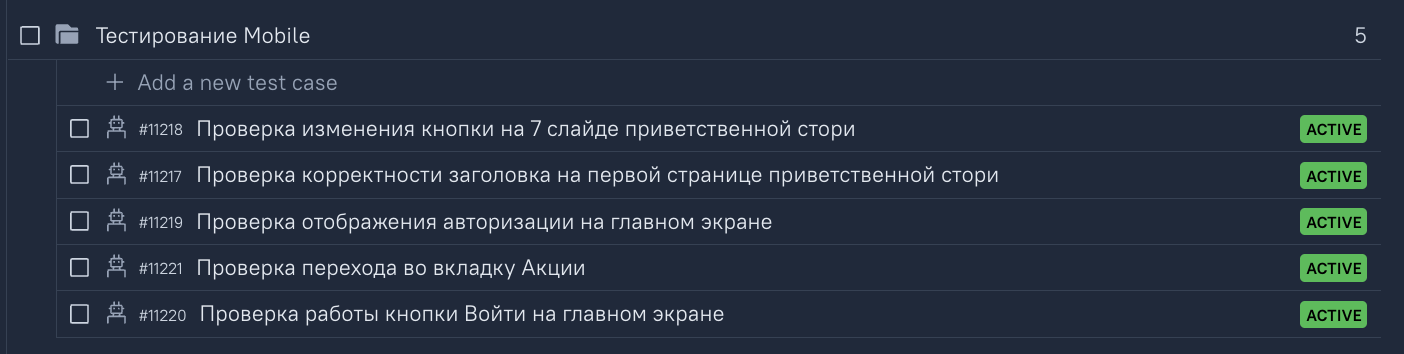 Тестирование Mobile 5
+ Add a new test case
#11218 Проверка изменения кнопки на 7 слайде приветственной стори ACTIVE
#11217 Проверка корректности заголовка на первой странице приветственной стори ACTIVE
#11219 Проверка отображения авторизации на главном экране ACTIVE
#11221 Проверка перехода во вкладку Акции ACTIVE
#11220 Проверка работы кнопки Войти на главном экране ACTIVE